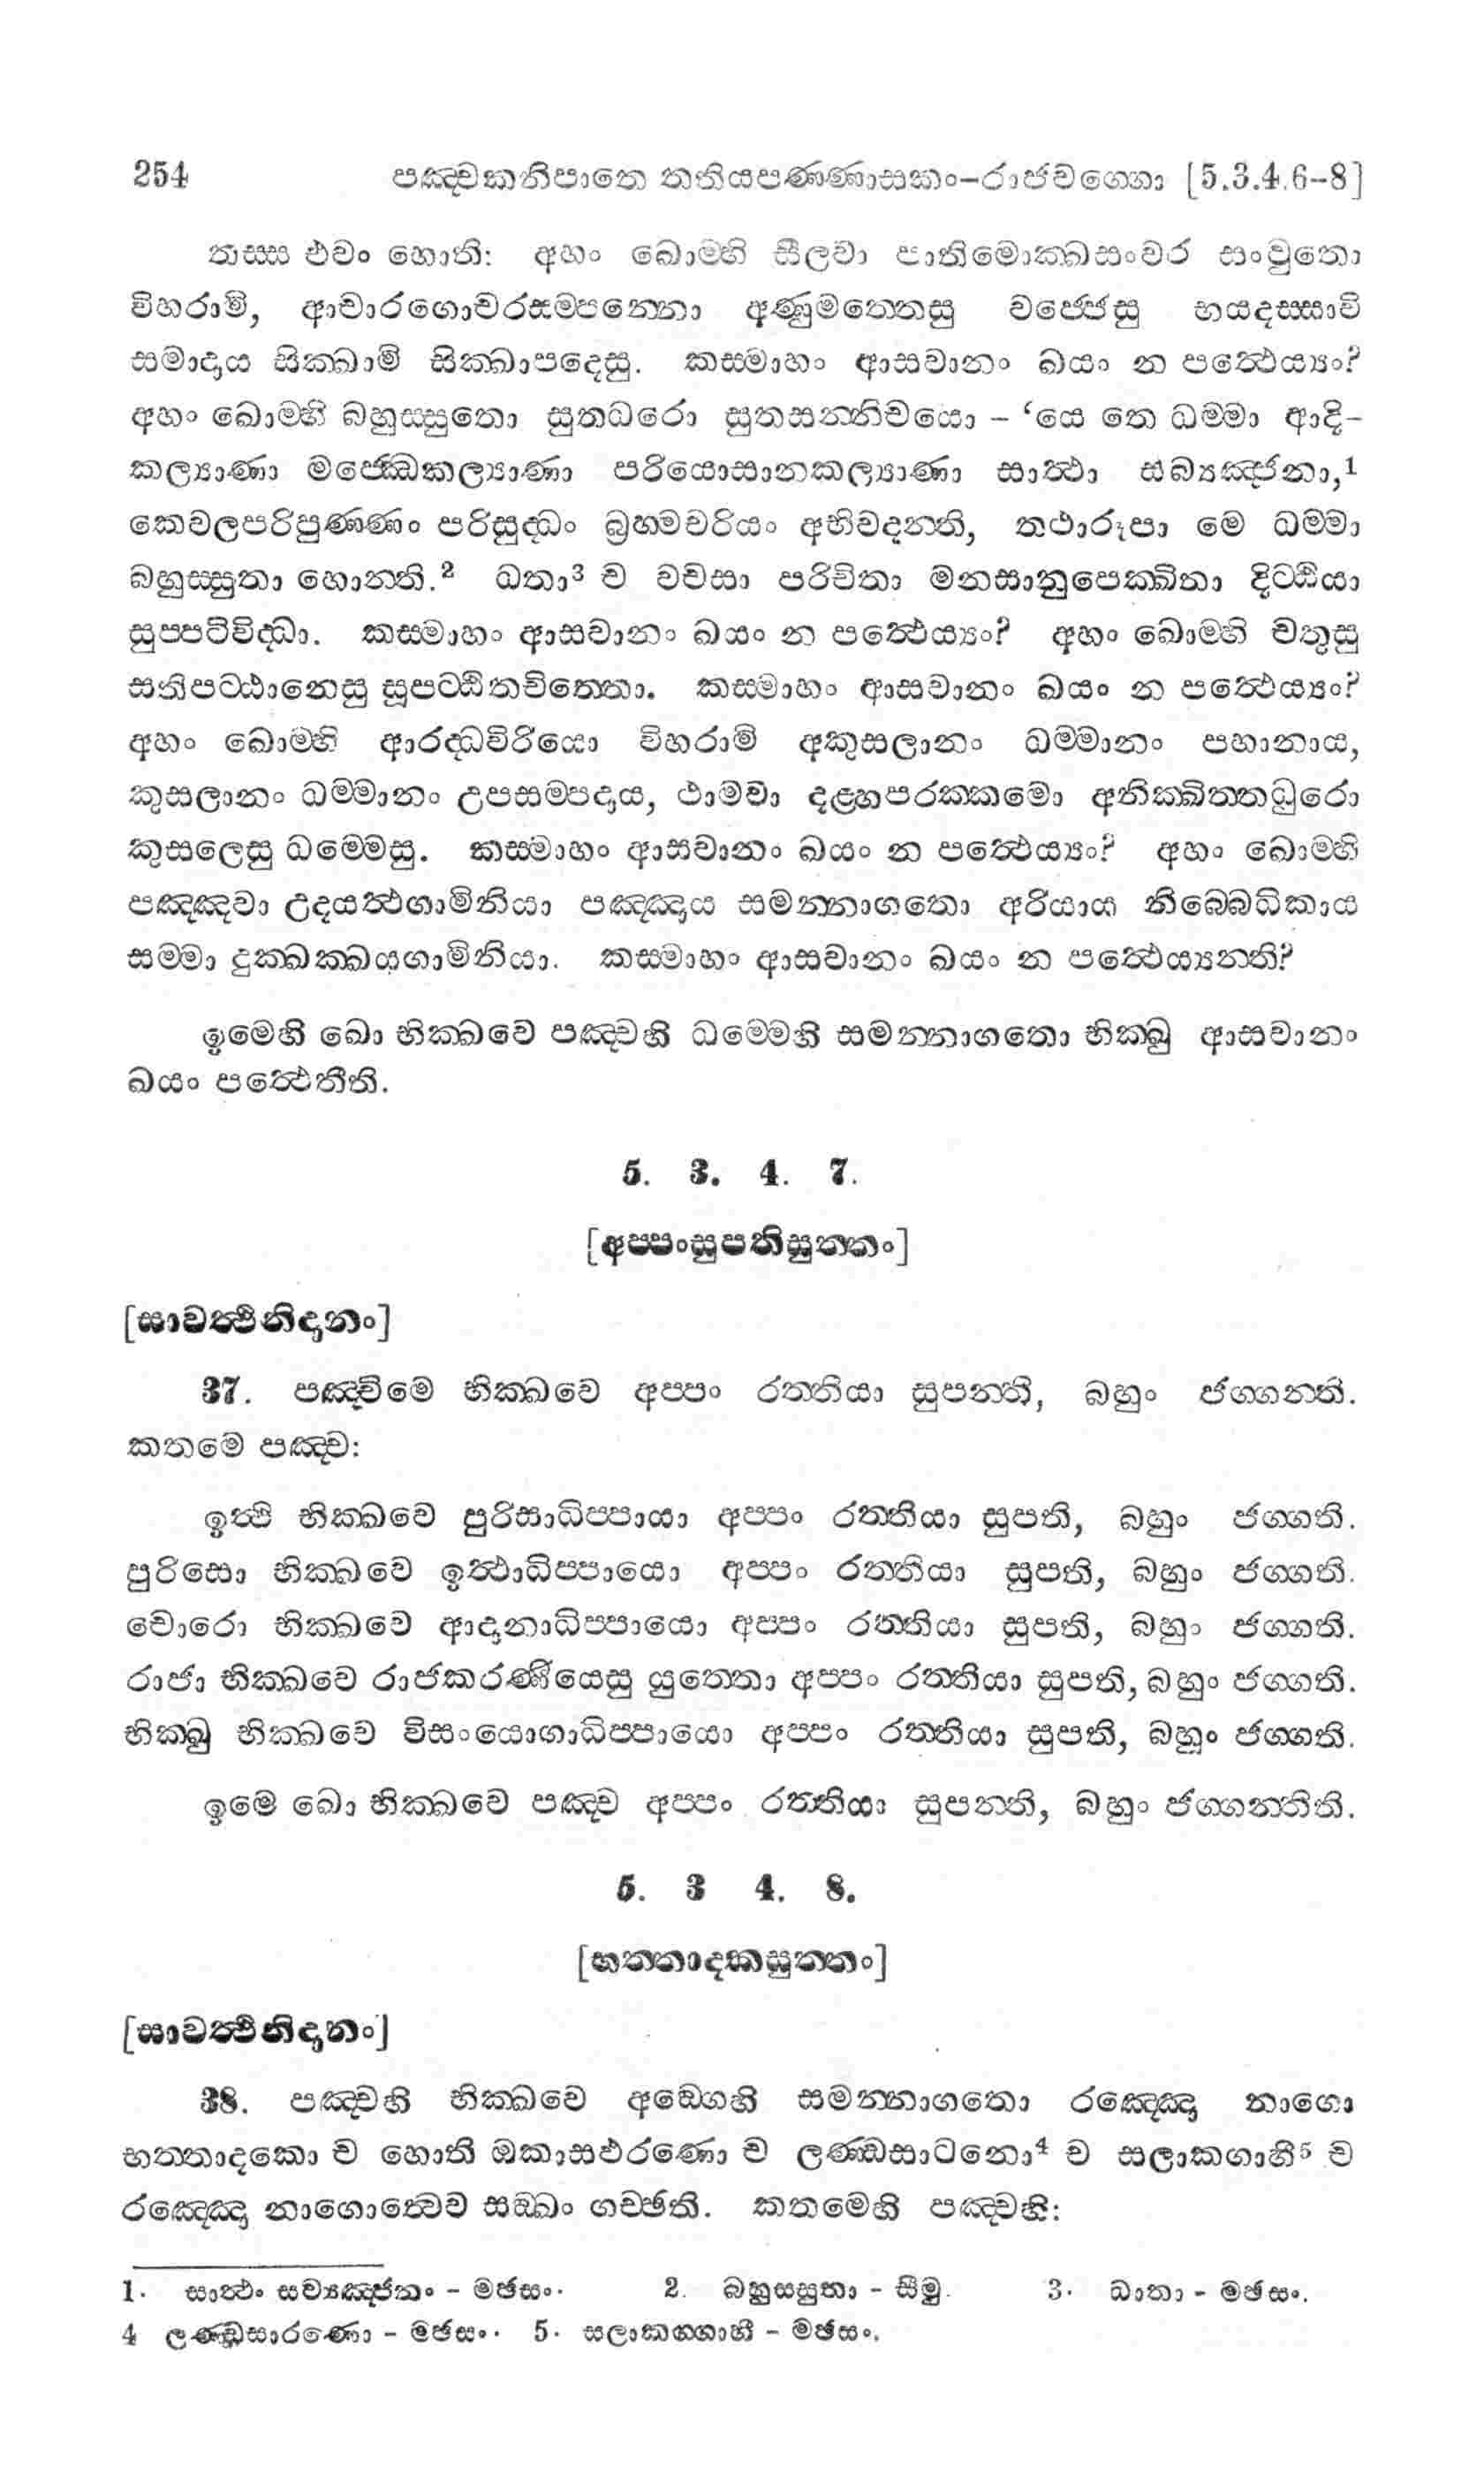 254 පඤ්චකනිපාතෙ තතියපණ්ණාසකං-රාජවග්ගො [5.3.4.6-8]
තස්ස එවං හොති: අහං ඛොම්හි සීලවා පාතිමොක්ඛසංවර සංවුතො
විහරාමි, ආචාරගොචරසම්පන්නො අණුමත්තෙසු වජ්ජෙසු භයදස්සාවි
සමාදාය සික්ඛාමි සික්ඛාපදෙසු. කස්මාහං ආසවානං ඛයං න පත්ථෙය්‍යං?
අහං ඛොම්හි බහුස්සුතො සුතධරො සුතසන්නිචයො - ‘යෙ තෙ ධම්මා ආදි-
කල්‍යාණා මජ්ඣෙකල්‍යාණා පරියොසානකල්‍යාණා සාත්ථා සබ්‍යඤ්ජනා,1
කෙවලපරිපුණ්ණං පරිසුද්ධං බ්‍රහ්මචරියං අභිවදන්ති, තථාරූපා මෙ ධම්මා
බහුස්සුතා හොන්ති.2 ධතා3 ච වචසා පරිචිතා මනසානුපෙක්ඛිතා දිට්ඨියා
සුප්පටිවිද්ධා. කස්මාහං ආසවානං ඛයං න පත්ථෙය්‍යං? අහං ඛොම්හි චතුසු
සතිපට්ඨානෙසු සූපට්ඨිතචිත්තො. කස්මාහං ආසවානං ඛයං න පත්ථෙය්‍යං?
අහං ඛොම්හි ආරද්ධවිරියො විහරාමි අකුසලානං ධම්මානං පහානාය,
කුසලානං ධම්මානං උපසම්පදාය, ථාමවා දළ්හපරක්කමො අනික්ඛිත්තධුරො
කුසලෙසු ධම්මෙසු. කස්මාහං ආසවානං ඛයං න පත්ථෙය්‍යං? අහං ඛොම්හි
පඤ්ඤවා උදයත්ථගාමිනියා පඤ්ඤාය සමන්නාගතො අරියාය නිබ්බෙධිකාය
සම්මා දුක්ඛක්ඛයගාමිනියා. කස්මාහං ආසවානං ඛයං න පත්ථෙය්‍යන්ති?
ඉමෙහි ඛො භික්ඛවෙ පඤ්චහි ධම්මෙහි සමන්නාගතො භික්ඛු ආසවානං
ඛයං පත්ථෙතීති.
5. 3. 4. 7.
[අප්පංසුපතිසුත්තං]
[සාවත්ථිනිදානං]
37. පඤ්චිමෙ භික්ඛවෙ අප්පං රත්තියා සුපන්ති, බහුං ජග්ගන්ති.
කතමෙ පඤ්ච:
ඉත්ථි භික්ඛවෙ පුරිසාධිප්පායා අප්පං රත්තියා සුපති, බහුං ජග්ගති.
පුරිසො භික්ඛවෙ ඉත්ථාධිප්පායො අප්පං රත්තියා සුපති, බහුං ජග්ගති.
චොරො භික්ඛවෙ ආදානාධිප්පායො අප්පං රත්තියා සුපති, බහුං ජග්ගති.
රාජා භික්ඛවෙ රාජකරණීයෙසු යුත්තො අප්පං රත්තියා සුපති, බහුං ජග්ගති.
භික්ඛු භික්ඛවෙ විසංයොගාධිප්පායො අප්පං රත්තියා සුපති, බහුං ජග්ගති.
ඉමෙ ඛො භික්ඛවෙ පඤ්ච අප්පං රත්තියා සුපන්ති, බහුං ජග්ගන්තීති.
5. 3 4. 8.
[භත්තාදකසුත්තං]
[සාවත්ථිනිදානං]
38. පඤ්චහි භික්ඛවෙ අඞ්ගෙහි සමන්නාගතො රඤ්ඤො නාගො
භත්තාදකො ච හොති ඔකාසඵරණො ච ලණ්ඩසාටනො4 ච සලාකගාහී5 ච
රඤ්ඤො නාගොත්වෙව සඞ්ඛං ගච්ඡති. කතමෙහි පඤ්චහි:
1. සාත්ථං සව්‍යඤ්ජනං - මඡසං. 2. බහුස්සුතා - සීමු. 3. ධාතා - මඡසං.
4 ලණ්ඩසාරණො - මඡසං. 5. සලාකග්ගාහී - මඡසං.